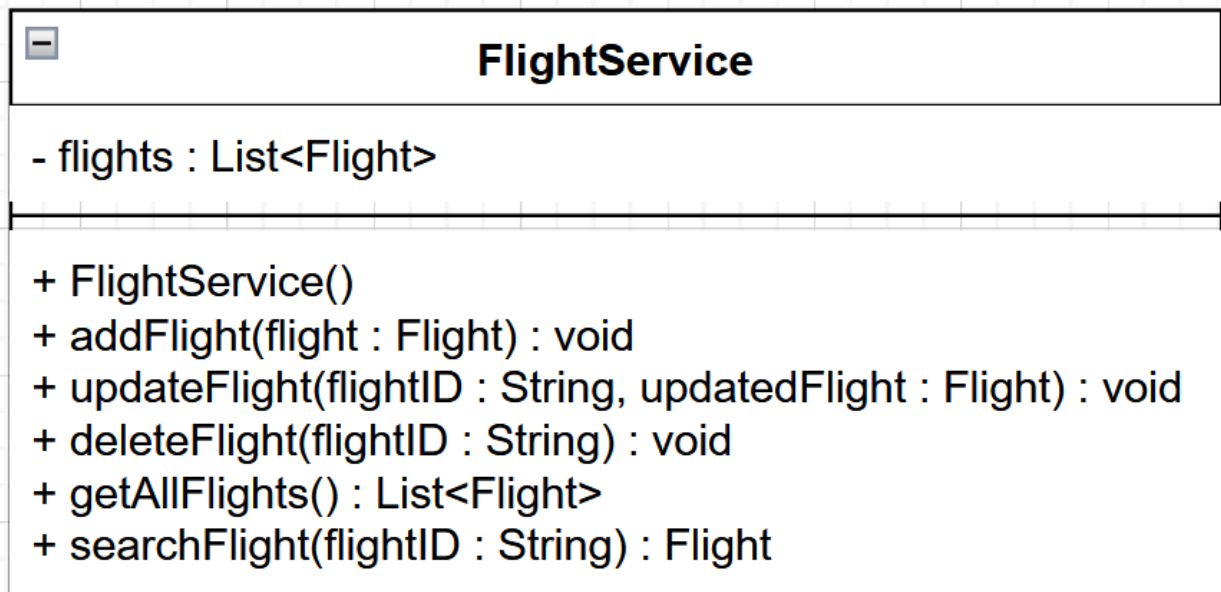 FlightService
- flights : List<Flight>
+ FlightService()
+ addFlight(flight : Flight) : void
+ updateFlight(flightID : String, updatedFlight : Flight) : void
+ deleteFlight(flightID : String) : void
+ getAllFlights() : List<Flight>
+ searchFlight(flightID : String) : Flight